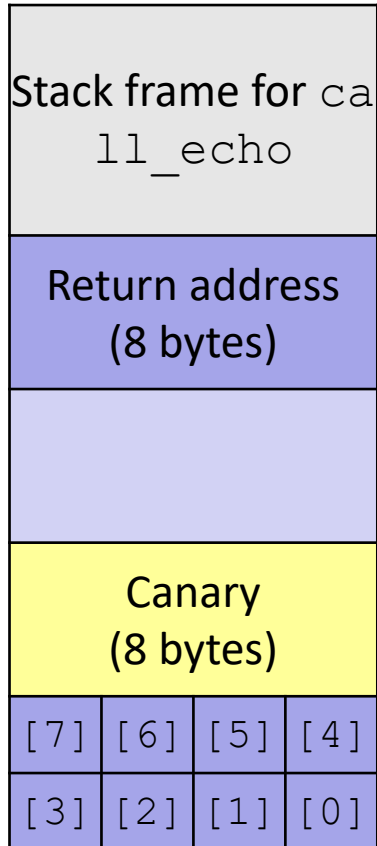 Stack frame for ca
ll_echo
Return address
(8 bytes)
Canary
(8 bytes)
[7] [6] [5] [4]
[3] [2] [1] [0]